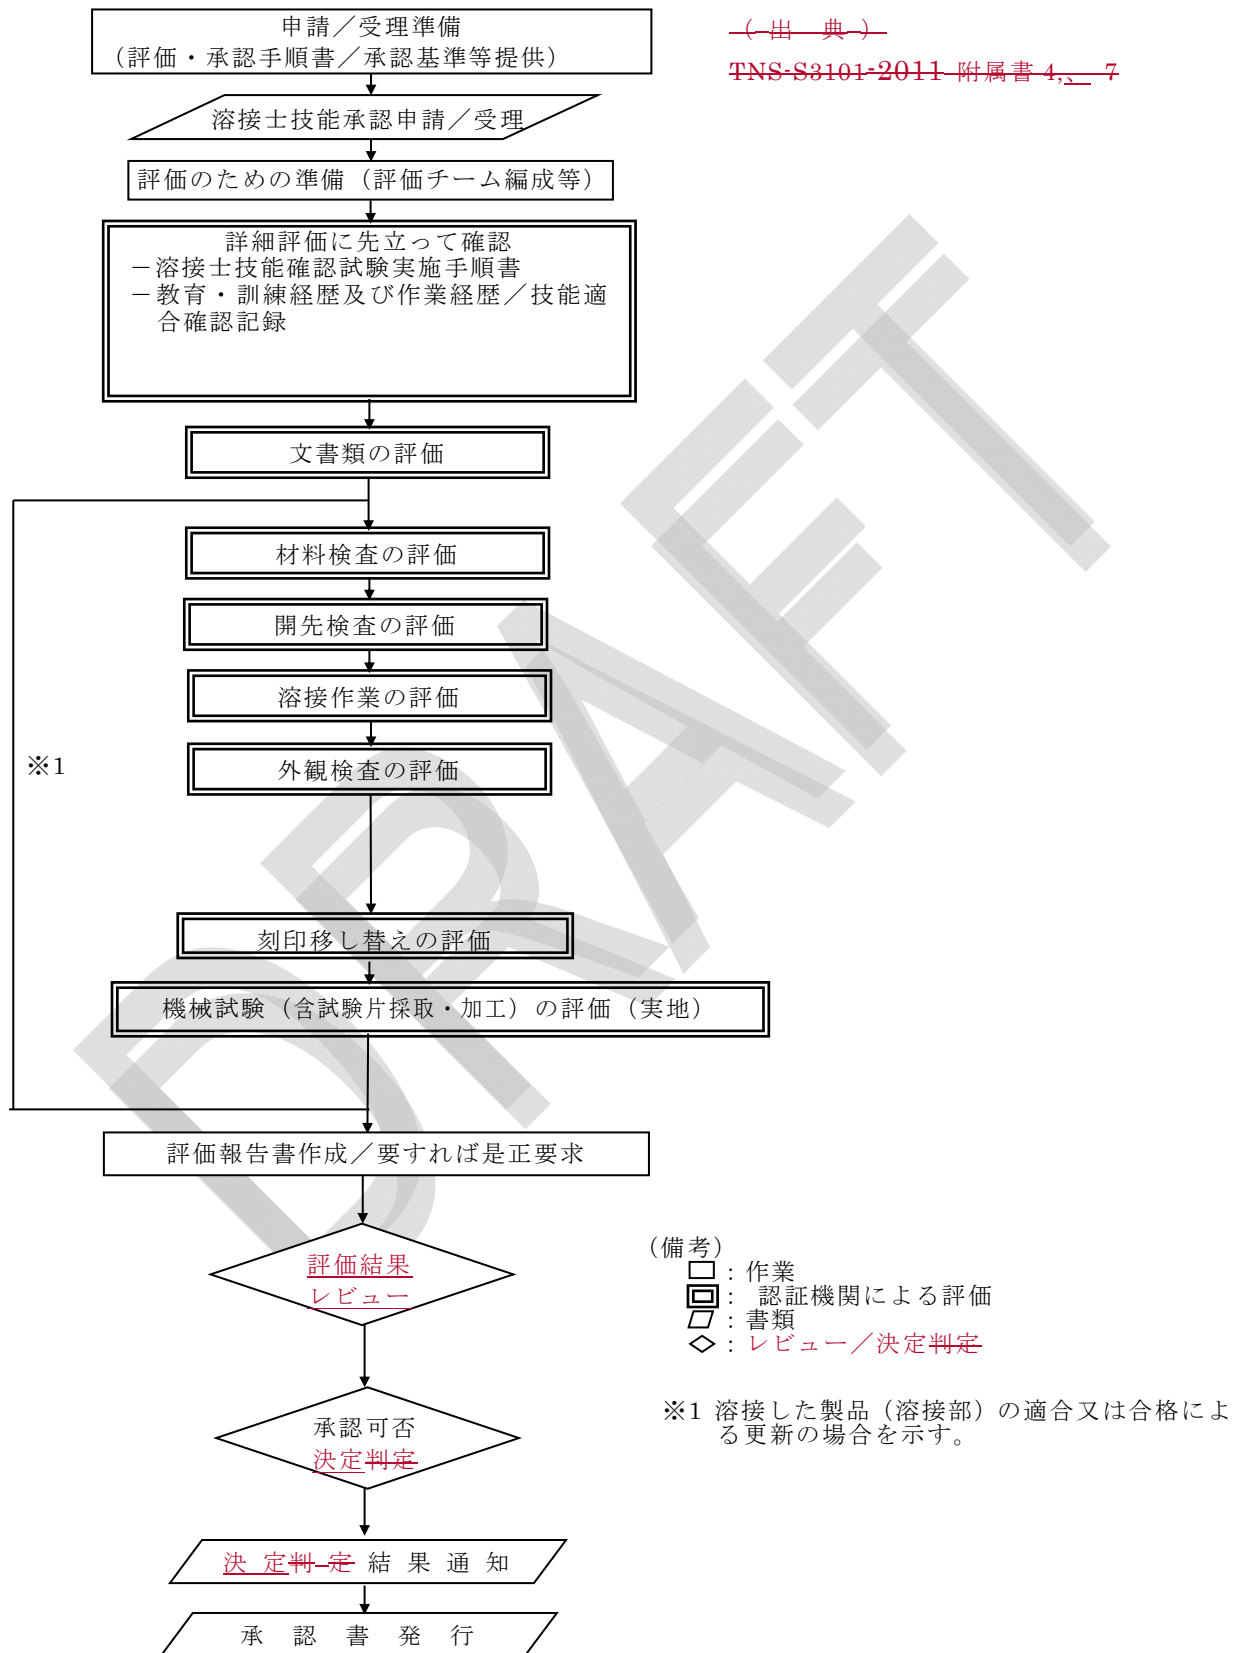 申請／受理準備
（評価・承認手順書／承認基準等提供）
（ 出　典 ）
TNS-S3101-2011 附属書 4,、 7
溶接士技能承認申請／受理
評価のための準備（評価チーム編成等）
詳細評価に先立って確認
－溶接士技能確認試験実施手順書
－教育・訓練経歴及び作業経歴／技能適
合確認記録
文書類の評価
材料検査の評価
開先検査の評価
溶接作業の評価
※1
外観検査の評価
刻印移し替えの評価
機械試験（含試験片採取・加工）の評価（実地）
評価報告書作成／要すれば是正要求
評価結果
レビュー
（備考）
：作業
： 認証機関による評価
：書類
：レビュー／決定判定
※1 溶接した製品（溶接部）の適合又は合格によ
る更新の場合を示す。
承認可否
決定判定
決 定判 定 結 果 通 知
承 認 書 発 行
DRAFT